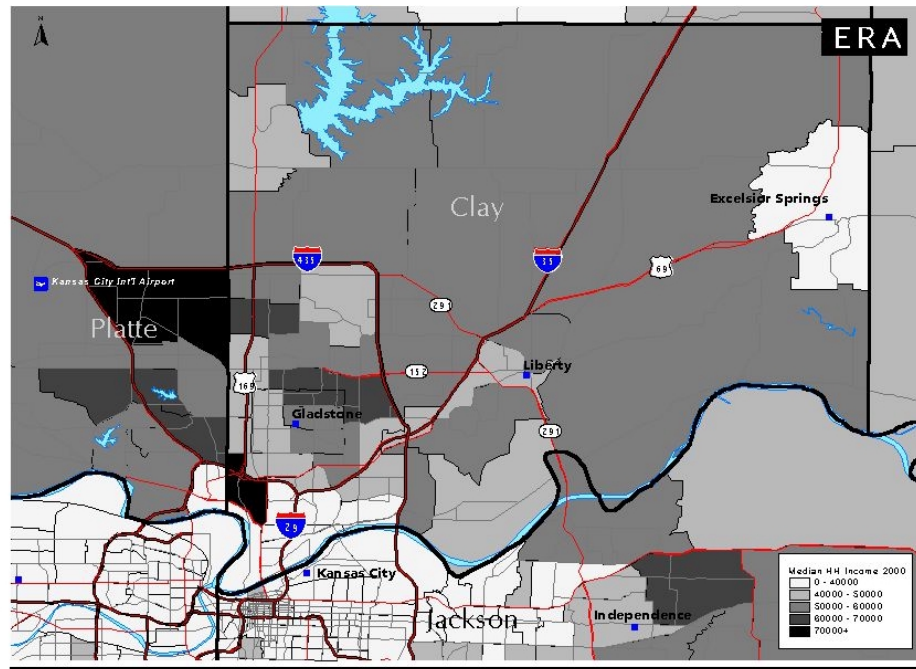 N
ERA
Clay
Excelsior Springs
435
35
69
Kansas City Int'l Airport
291
Platte
152
Liberty
169
Gladstone
291
29
Kansas City
Median HH Income 2000
0 - 40000
40000 - 50000
50000 - 60000
60000 - 70000
70000+
Independence
Jackson